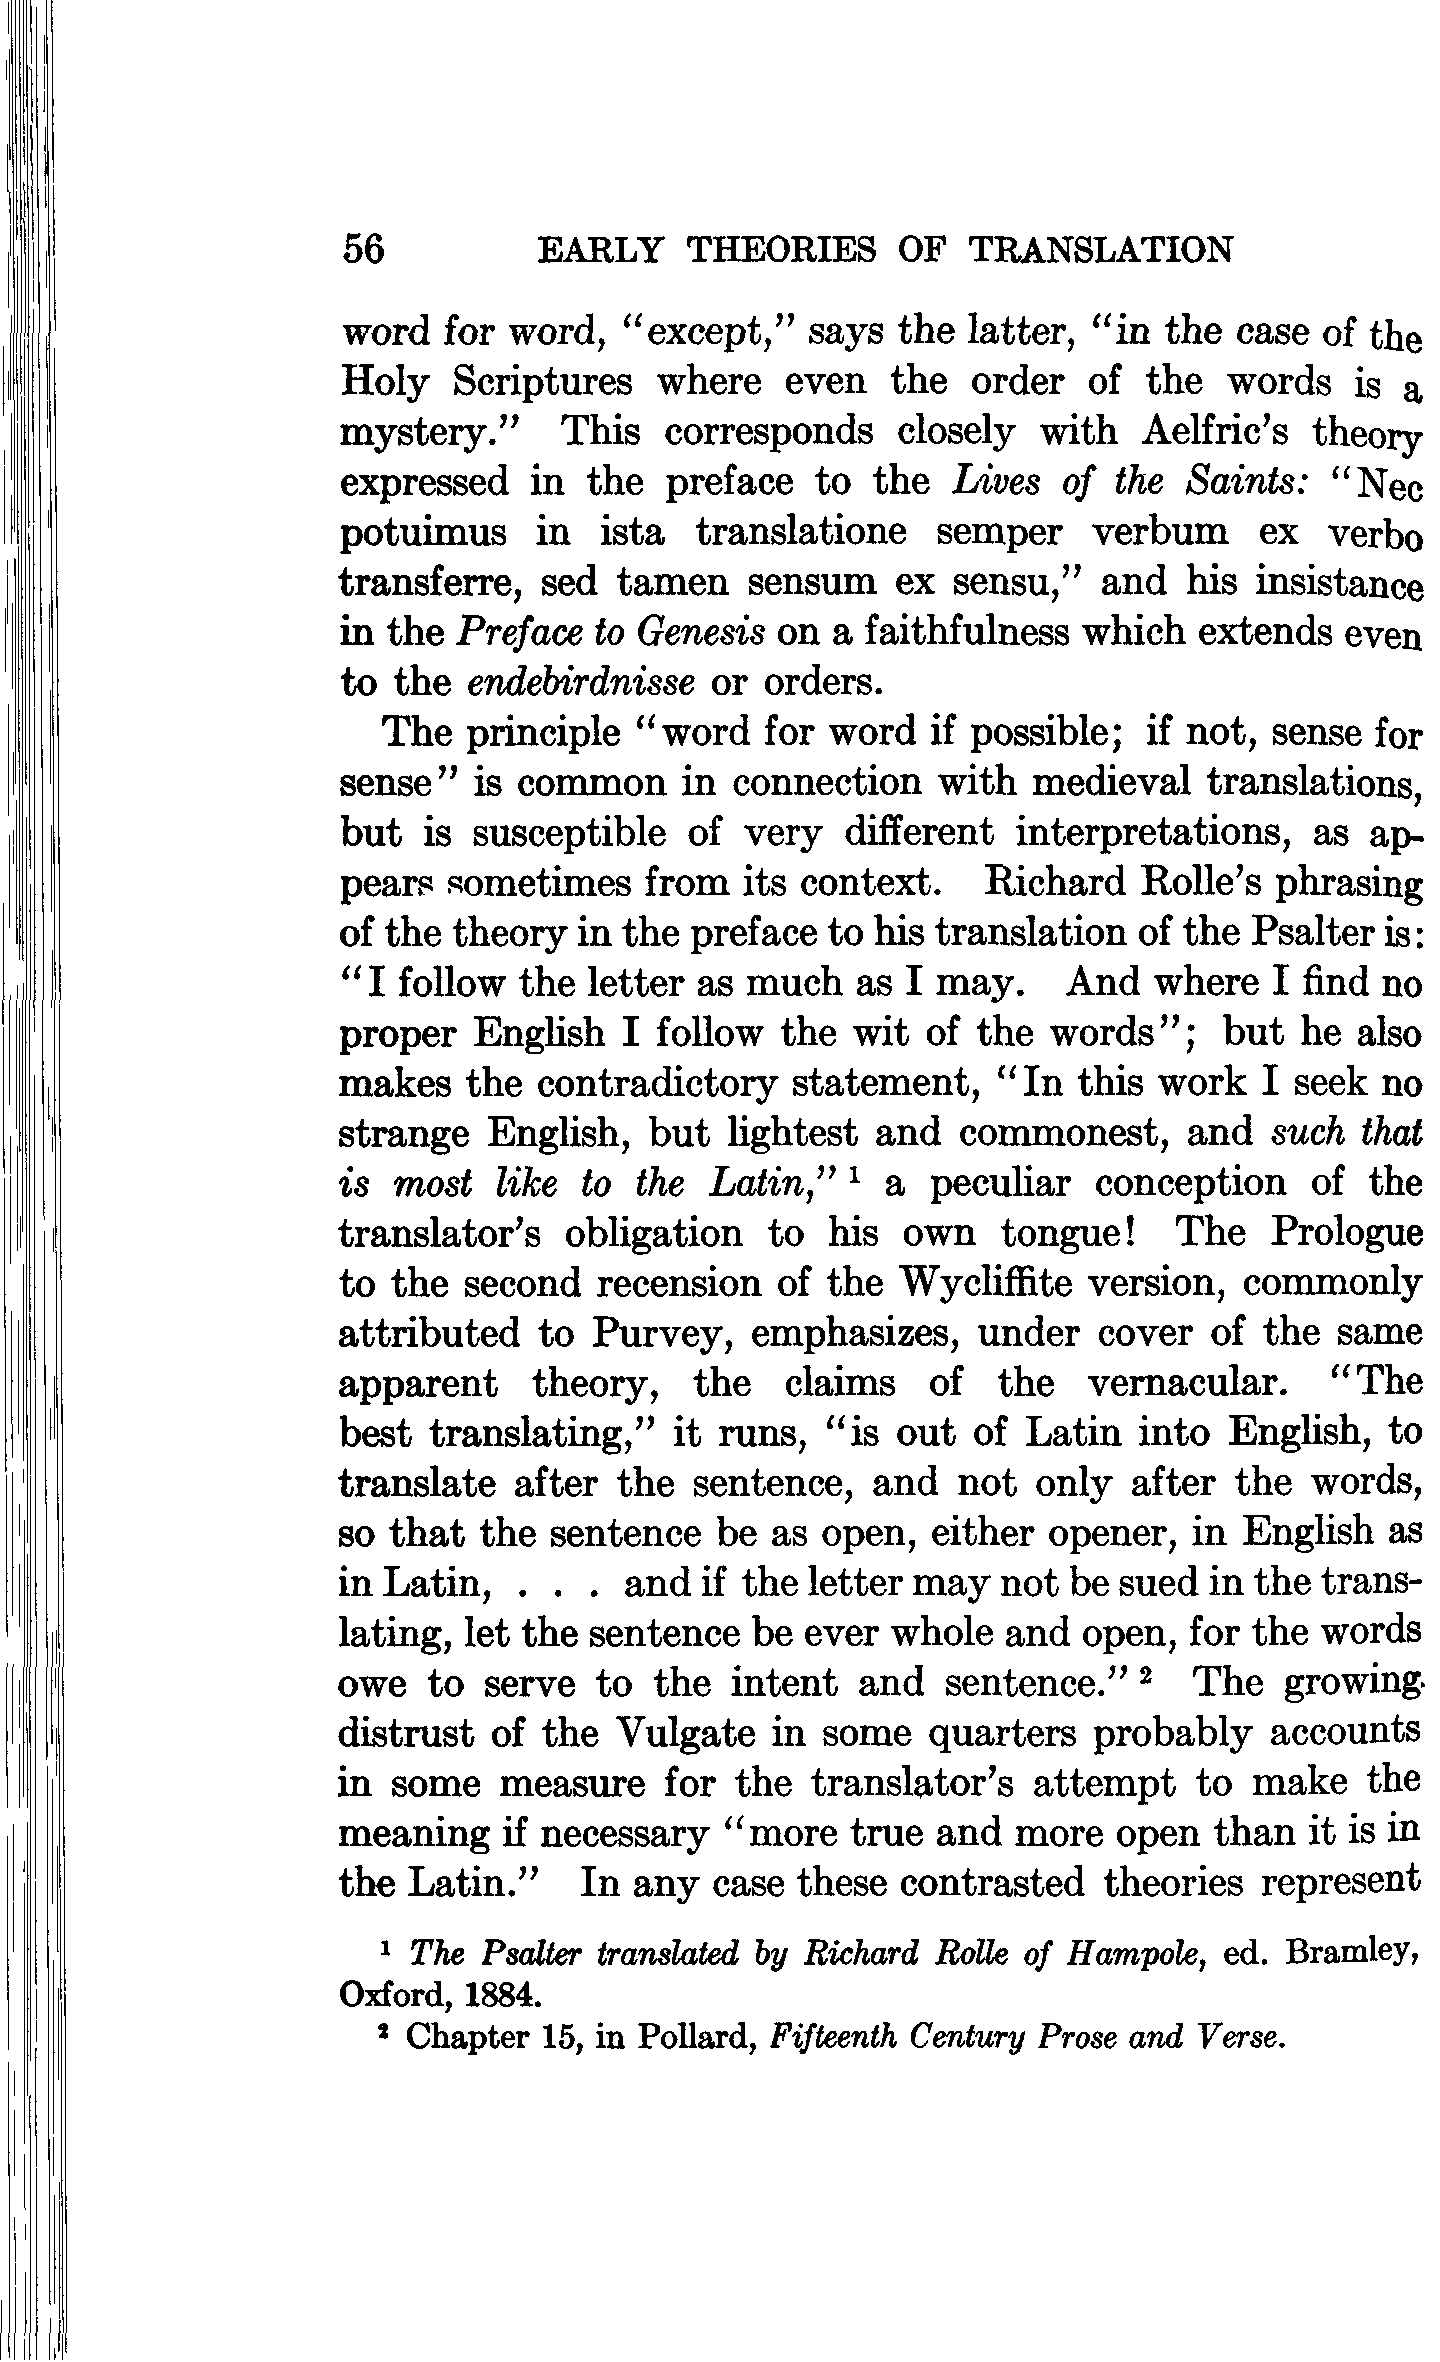 56 EARLY THEORIES OF TRANSLATION
word for word, "except," says the latter, "in the case of the
Holy Scriptures where even the order of the words is a
mystery." This corresponds closely with Aelfric's theory
expressed in the preface to the Lives of the Saints: "Nec
potuimus in ista translatione semper verbum ex verbo
transferre, sed tamen sensum ex sensu," and his insistance
in the Preface to Genesis on a faithfulness which extends even
to the endebirdnisse or orders.
The principle "word for word if possible; if not, sense for
sense" is common in connection with medieval translations,
but is susceptible of very different interpretations, as ap-
pears sometimes from its context. Richard Rolle's phrasing
of the theory in the preface to his translation of the Psalter is:
"I follow the letter as much as I may. And where I find no
proper English I follow the wit of the words"; but he also
makes the contradictory statement, "In this work I seek no
strange English, but lightest and commonest, and such that
is most like to the Latin," ¹ a peculiar conception of the
translator's obligation to his own tongue! The Prologue
to the second recension of the Wycliffite version, commonly
attributed to Purvey, emphasizes, under cover of the same
apparent theory, the claims of the vernacular. "The
best translating," it runs, "is out of Latin into English, to
translate after the sentence, and not only after the words,
so that the sentence be as open, either opener, in English as
in Latin, . . . and if the letter may not be sued in the trans-
lating, let the sentence be ever whole and open, for the words
owe to serve to the intent and sentence." ² The growing
distrust of the Vulgate in some quarters probably accounts
in some measure for the translator's attempt to make the
meaning if necessary "more true and more open than it is in
the Latin." In any case these contrasted theories represent
¹ The Psalter translated by Richard Rolle of Hampole, ed. Bramley,
Oxford, 1884.
² Chapter 15, in Pollard, Fifteenth Century Prose and Verse.